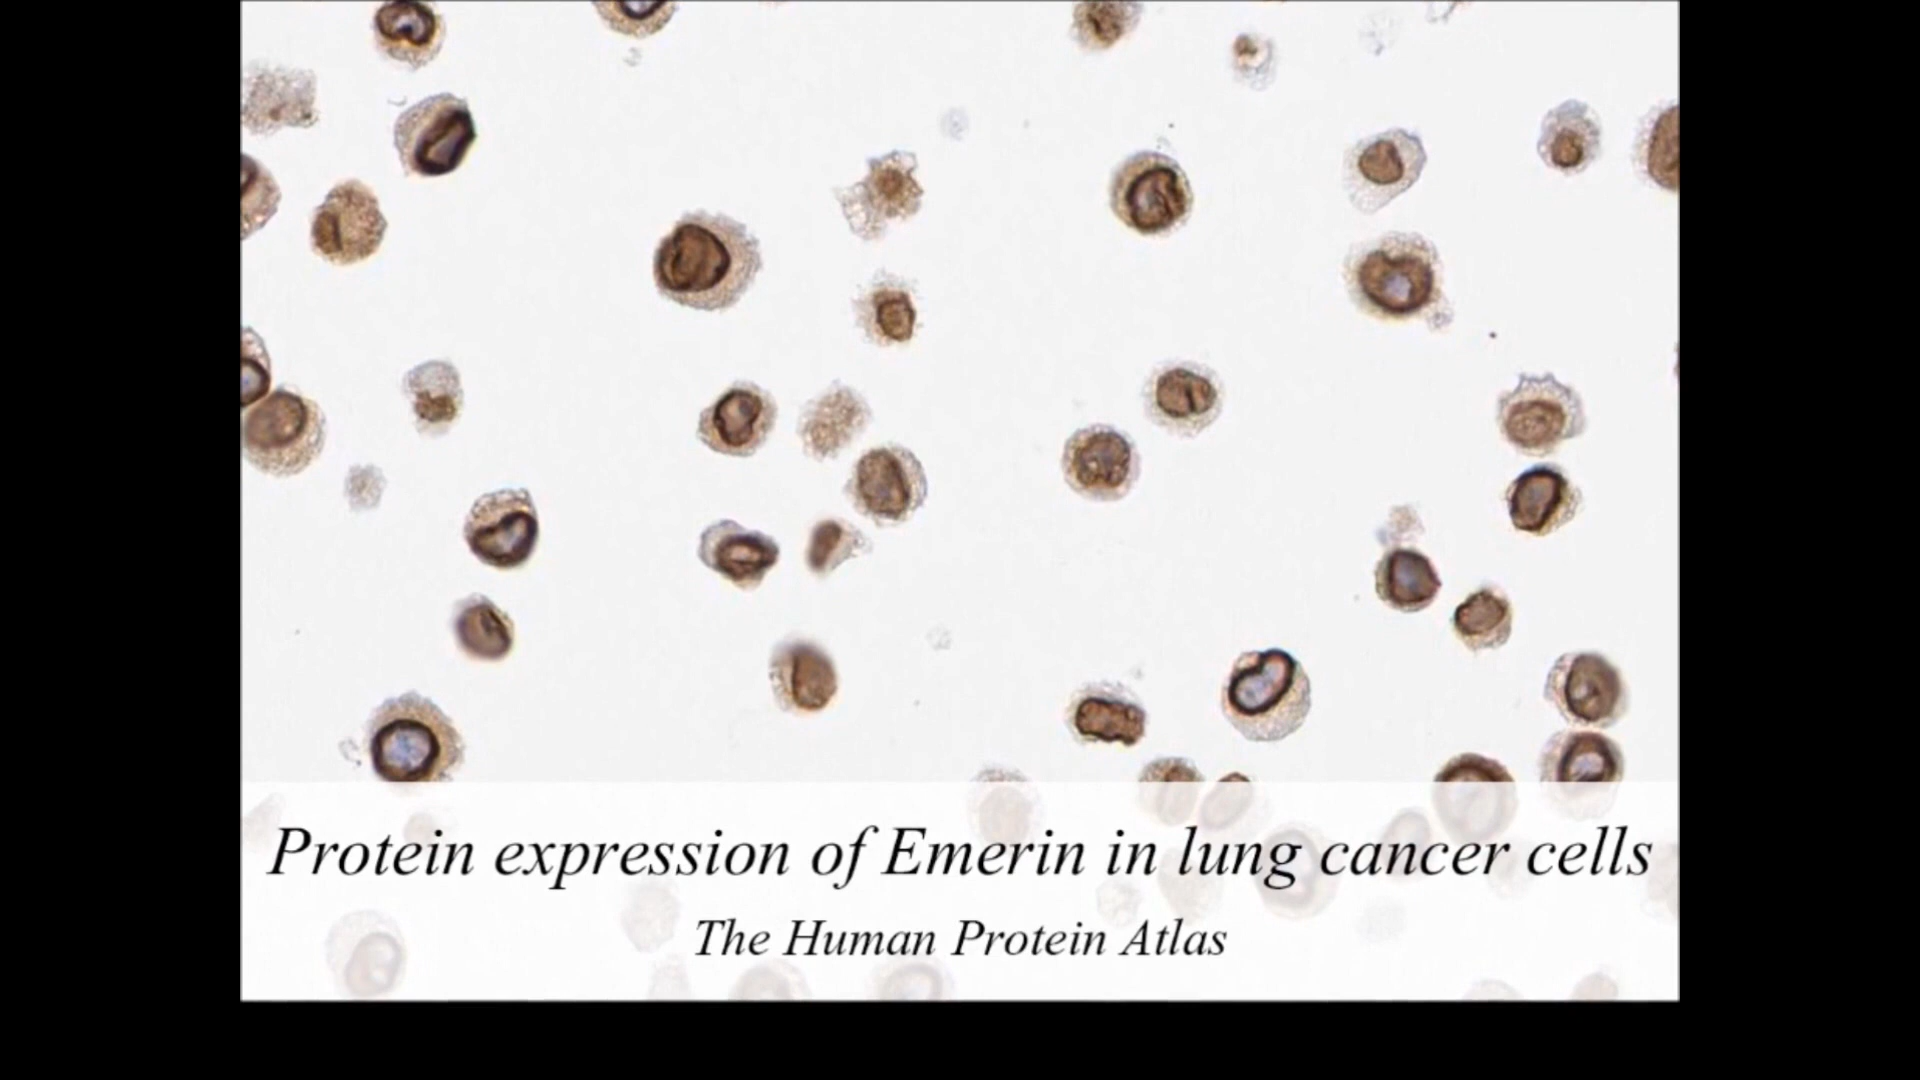 Protein expression of Emerin in lung cancer cells
The Human Protein Atlas